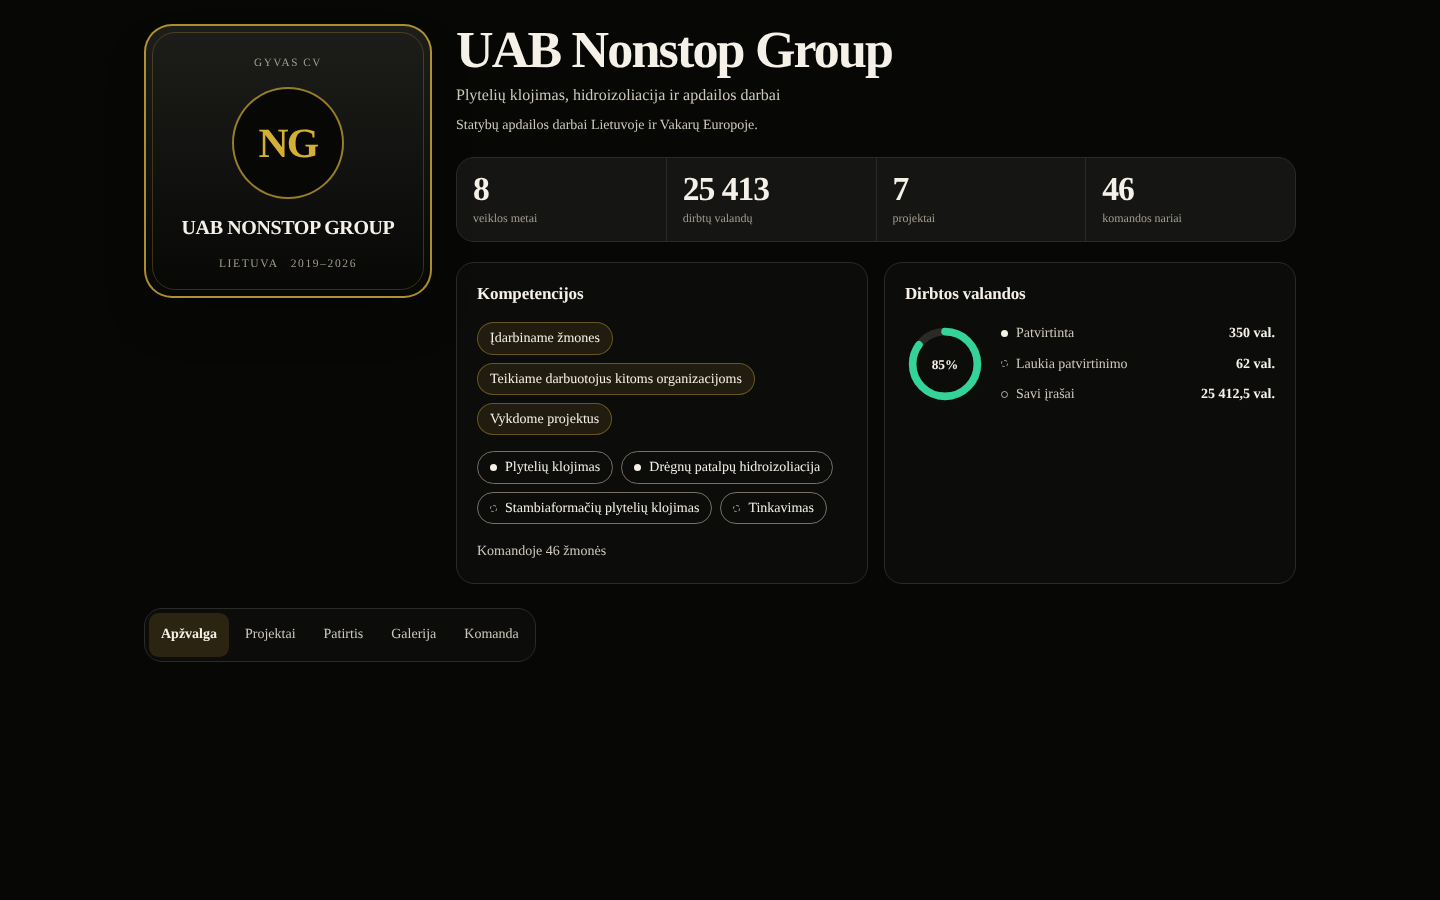 GYVAS CV
NG
UAB NONSTOP GROUP
LIETUVA 2019–2026
UAB Nonstop Group
Plytelių klojimas, hidroizoliacija ir apdailos darbai
Statybų apdailos darbai Lietuvoje ir Vakarų Europoje.
8
veiklos metai
25 413
dirbtų valandų
7
projektai
46
komandos nariai
Kompetencijos
Įdarbiname žmones
Teikiame darbuotojus kitoms organizacijoms
Vykdome projektus
Plytelių klojimas
Drėgnų patalpų hidroizoliacija
Stambiaformačių plytelių klojimas
Tinkavimas
Komandoje 46 žmonės
Dirbtos valandos
85%
Patvirtinta 350 val.
Laukia patvirtinimo 62 val.
Savi įrašai 25 412,5 val.
Apžvalga Projektai Patirtis Galerija Komanda